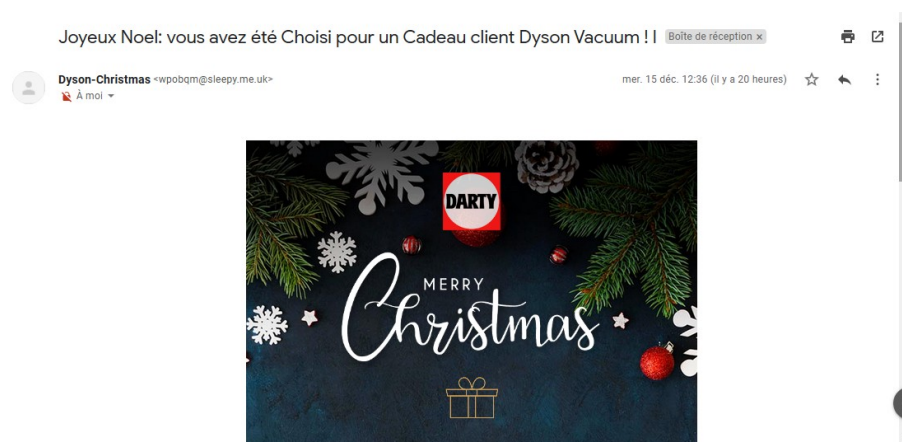 Joyeux Noel: vous avez été Choisi pour un Cadeau client Dyson Vacuum ! I Boîte de réception ×
Dyson-Christmas <wpobqm@sleepy.me.uk> mer. 15 déc. 12:36 (il y a 20 heures)
À moi
DARTY
MERRY
Christmas